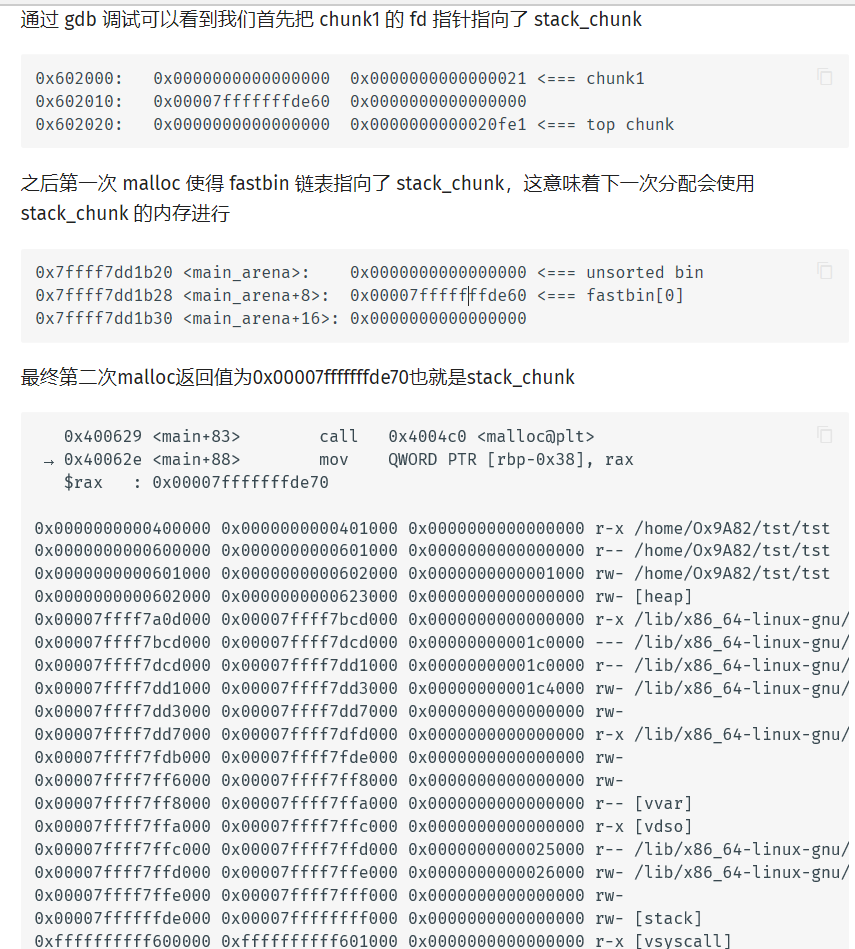 通过 gdb 调试可以看到我们首先把 chunk1 的 fd 指针指向了 stack_chunk
0x602000:   0x0000000000000000  0x0000000000000021 <=== chunk1
0x602010:   0x00007fffffffde60  0x0000000000000000
0x602020:   0x0000000000000000  0x0000000000020fe1 <=== top chunk
之后第一次 malloc 使得 fastbin 链表指向了 stack_chunk，这意味着下一次分配会使用
stack_chunk 的内存进行
0x7ffff7dd1b20 <main_arena>:    0x0000000000000000 <=== unsorted bin
0x7ffff7dd1b28 <main_arena+8>:  0x00007fffffffde60 <=== fastbin[0]
0x7ffff7dd1b30 <main_arena+16>: 0x0000000000000000
最终第二次malloc返回值为0x00007fffffffde70也就是stack_chunk
   0x400629 <main+83>        call   0x4004c0 <malloc@plt>
 → 0x40062e <main+88>        mov    QWORD PTR [rbp-0x38], rax
   $rax   : 0x00007fffffffde70
0x0000000000400000 0x0000000000401000 0x0000000000000000 r-x /home/Ox9A82/tst/tst
0x0000000000600000 0x0000000000601000 0x0000000000000000 r-- /home/Ox9A82/tst/tst
0x0000000000601000 0x0000000000602000 0x0000000000001000 rw- /home/Ox9A82/tst/tst
0x0000000000602000 0x0000000000623000 0x0000000000000000 rw- [heap]
0x00007ffff7a0d000 0x00007ffff7bcd000 0x0000000000000000 r-x /lib/x86_64-linux-gnu/
0x00007ffff7bcd000 0x00007ffff7dcd000 0x00000000001c0000 --- /lib/x86_64-linux-gnu/
0x00007ffff7dcd000 0x00007ffff7dd1000 0x00000000001c0000 r-- /lib/x86_64-linux-gnu/
0x00007ffff7dd1000 0x00007ffff7dd3000 0x00000000001c4000 rw- /lib/x86_64-linux-gnu/
0x00007ffff7dd3000 0x00007ffff7dd7000 0x0000000000000000 rw-
0x00007ffff7dd7000 0x00007ffff7dfd000 0x0000000000000000 r-x /lib/x86_64-linux-gnu/
0x00007ffff7fdb000 0x00007ffff7fde000 0x0000000000000000 rw-
0x00007ffff7ff6000 0x00007ffff7ff8000 0x0000000000000000 rw-
0x00007ffff7ff8000 0x00007ffff7ffa000 0x0000000000000000 r-- [vvar]
0x00007ffff7ffa000 0x00007ffff7ffc000 0x0000000000000000 r-x [vdso]
0x00007ffff7ffc000 0x00007ffff7ffd000 0x0000000000025000 r-- /lib/x86_64-linux-gnu/
0x00007ffff7ffd000 0x00007ffff7ffe000 0x0000000000026000 rw- /lib/x86_64-linux-gnu/
0x00007ffff7ffe000 0x00007ffff7fff000 0x0000000000000000 rw-
0x00007ffffffde000 0x00007ffffffff000 0x0000000000000000 rw- [stack]
0xffffffffff600000 0xffffffffff601000 0x0000000000000000 r-x [vsyscall]